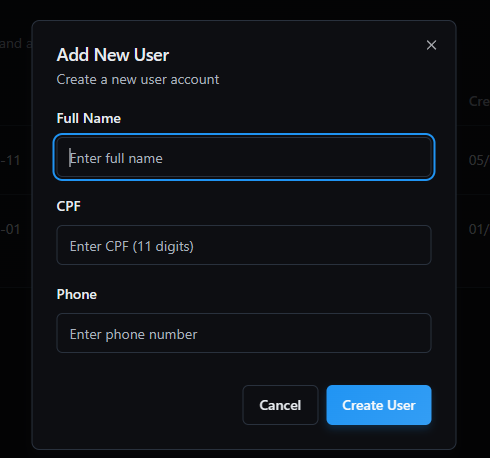 and a
Add New User
Create a new user account
Cre
Full Name
Enter full name
-11
05/
CPF
-01
01/
Enter CPF (11 digits)
Phone
Enter phone number
Cancel
Create User